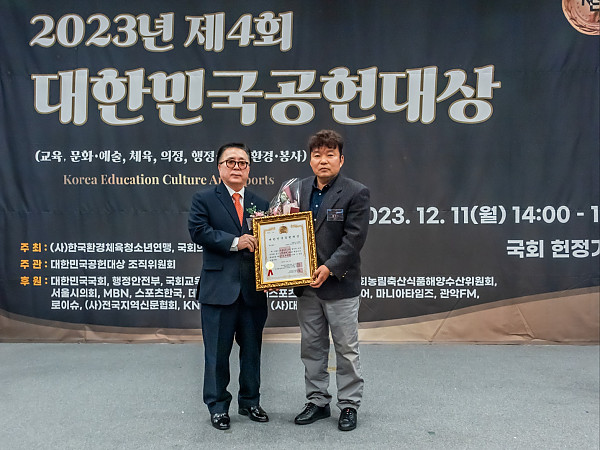 2023년 제4회
대한민국공헌대상
(교육, 문화·예술, 체육, 의정, 행정 환경·봉사)
Korea Education Culture A Sports
2023. 12. 11(월) 14:00 - 1
국회 헌정기
주 최 : (사)한국환경체육청소년연맹, 국회의
주 관 : 대한민국공헌대상 조직위원회
후 원 : 대한민국국회, 행정안전부, 국회교육 회농림축산식품해양수산위원회,
서울시의회, MBN, 스포츠한국, 데 어, 마니아타임즈, 관악FM,
로이슈, (사)전국지역신문협회, KN (사)대